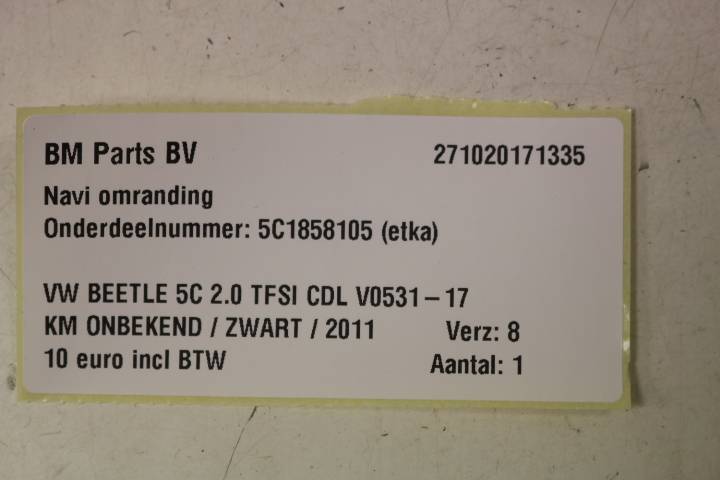 BM Parts BV 271020171335
Navi omranding
Onderdeelnummer: 5C1858105 (etka)
VW BEETLE 5C 2.0 TFSI CDL V0531-17
KM ONBEKEND / ZWART / 2011 Verz: 8
10 euro incl BTW Aantal: 1